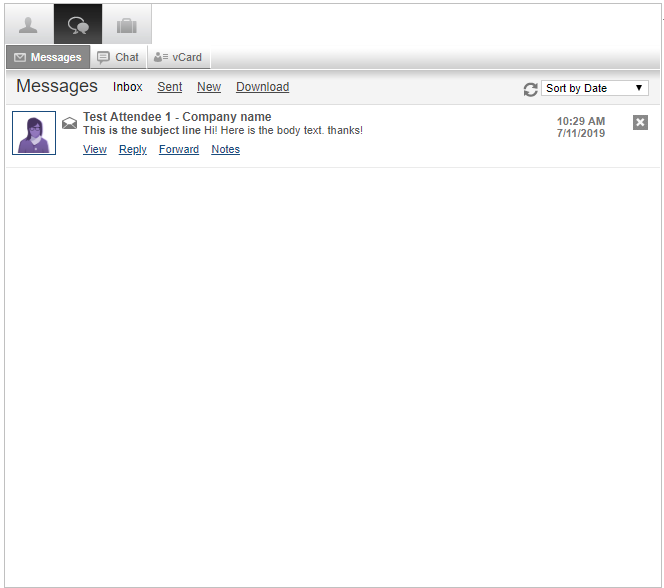 Messages Chat vCard
Messages Inbox Sent New Download Sort by Date
Test Attendee 1 - Company name
This is the subject line Hi! Here is the body text. thanks!
10:29 AM
7/11/2019
View Reply Forward Notes